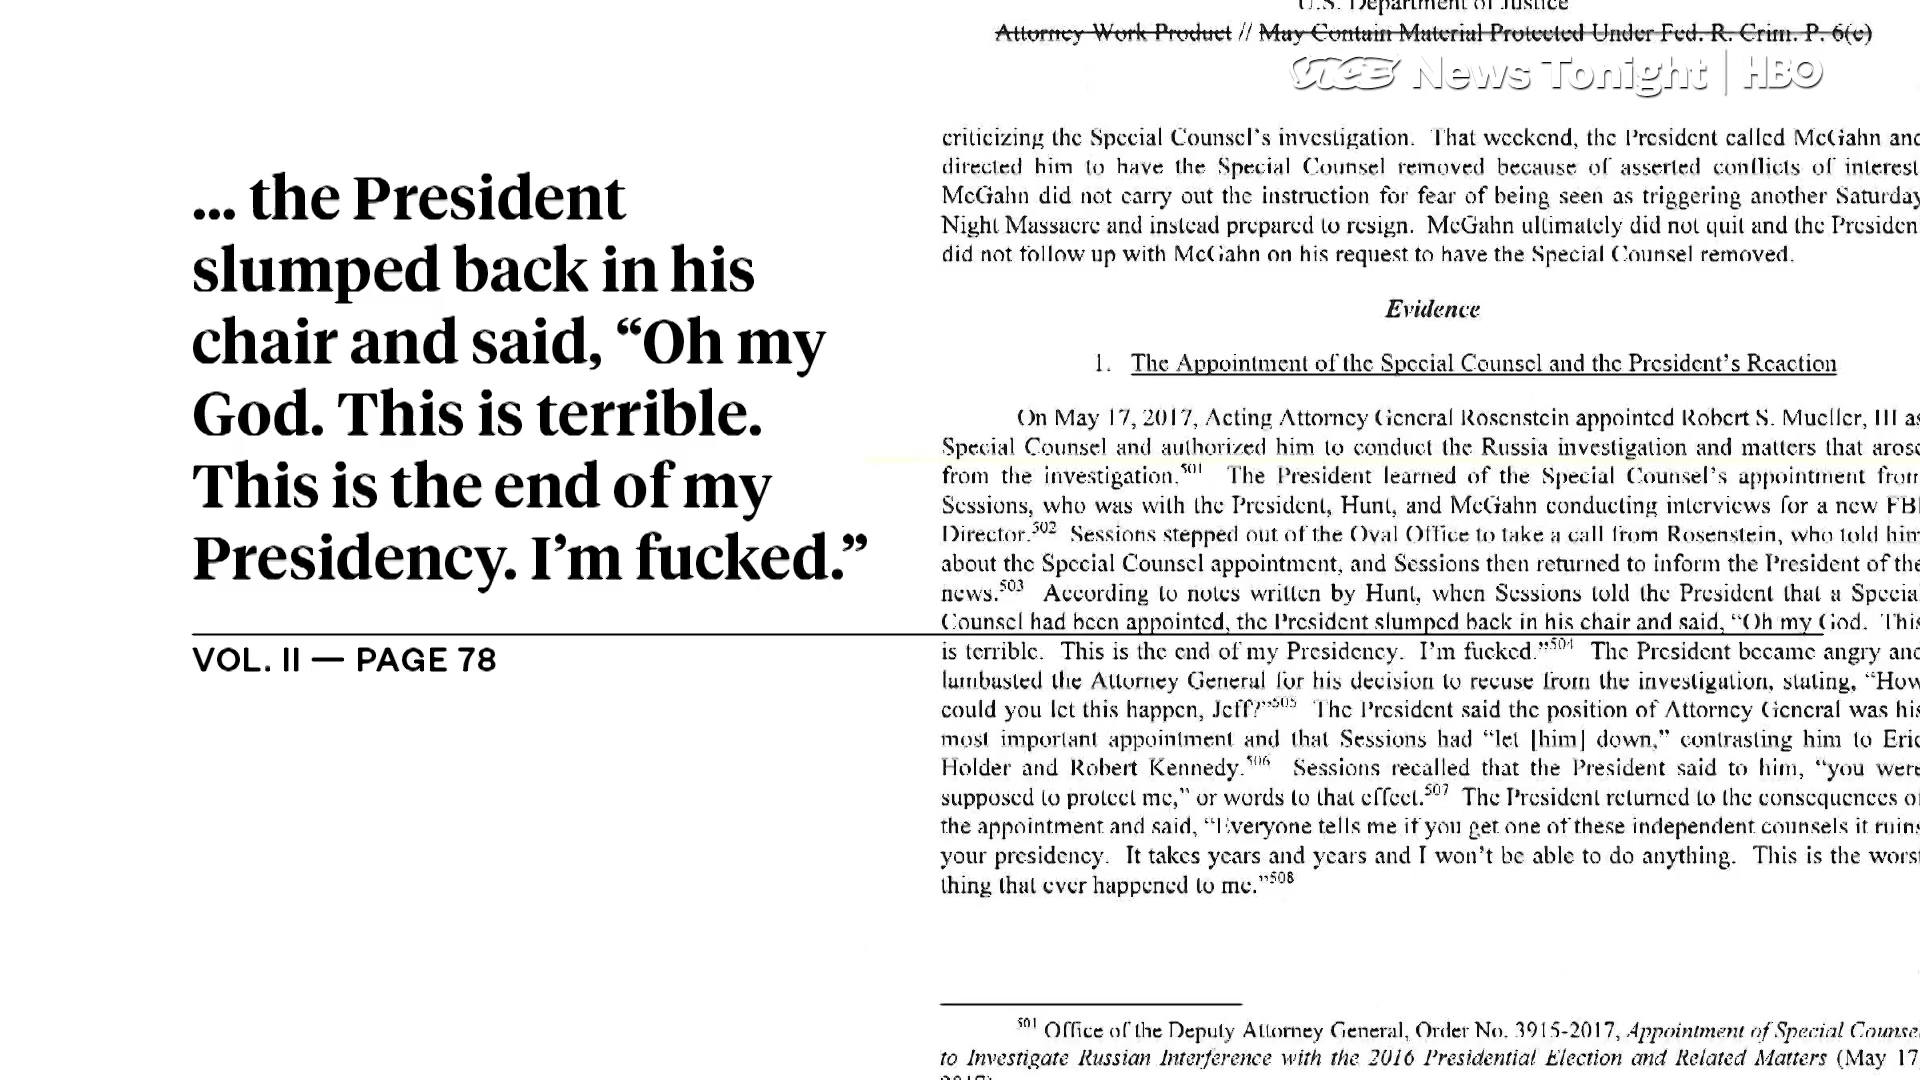 ... the President
slumped back in his
chair and said, “Oh my
God. This is terrible.
This is the end of my
Presidency. I’m fucked.”
VOL. II — PAGE 78
U.S. Department of Justice
Attorney Work Product // May Contain Material Protected Under Fed. R. Crim. P. 6(e)
VICE News Tonight | HBO
criticizing the Special Counsel’s investigation. That weekend, the President called McGahn and
directed him to have the Special Counsel removed because of asserted conflicts of interest
McGahn did not carry out the instruction for fear of being seen as triggering another Saturday
Night Massacre and instead prepared to resign. McGahn ultimately did not quit and the Presiden
did not follow up with McGahn on his request to have the Special Counsel removed.
Evidence
1. The Appointment of the Special Counsel and the President’s Reaction
On May 17, 2017, Acting Attorney General Rosenstein appointed Robert S. Mueller, III as
Special Counsel and authorized him to conduct the Russia investigation and matters that arose
from the investigation.501 The President learned of the Special Counsel’s appointment from
Sessions, who was with the President, Hunt, and McGahn conducting interviews for a new FBI
Director.502 Sessions stepped out of the Oval Office to take a call from Rosenstein, who told him
about the Special Counsel appointment, and Sessions then returned to inform the President of the
news.503 According to notes written by Hunt, when Sessions told the President that a Specia
Counsel had been appointed, the President slumped back in his chair and said, “Oh my God. This
is terrible. This is the end of my Presidency. I’m fucked.”504 The President became angry and
lambasted the Attorney General for his decision to recuse from the investigation, stating, “How
could you let this happen, Jeff?”505 The President said the position of Attorney General was his
most important appointment and that Sessions had “let [him] down,” contrasting him to Eric
Holder and Robert Kennedy.506 Sessions recalled that the President said to him, “you were
supposed to protect me,” or words to that effect.507 The President returned to the consequences of
the appointment and said, “Everyone tells me if you get one of these independent counsels it ruins
your presidency. It takes years and years and I won’t be able to do anything. This is the worst
thing that ever happened to me.”508
501 Office of the Deputy Attorney General, Order No. 3915-2017, Appointment of Special Counsel
to Investigate Russian Interference with the 2016 Presidential Election and Related Matters (May 17